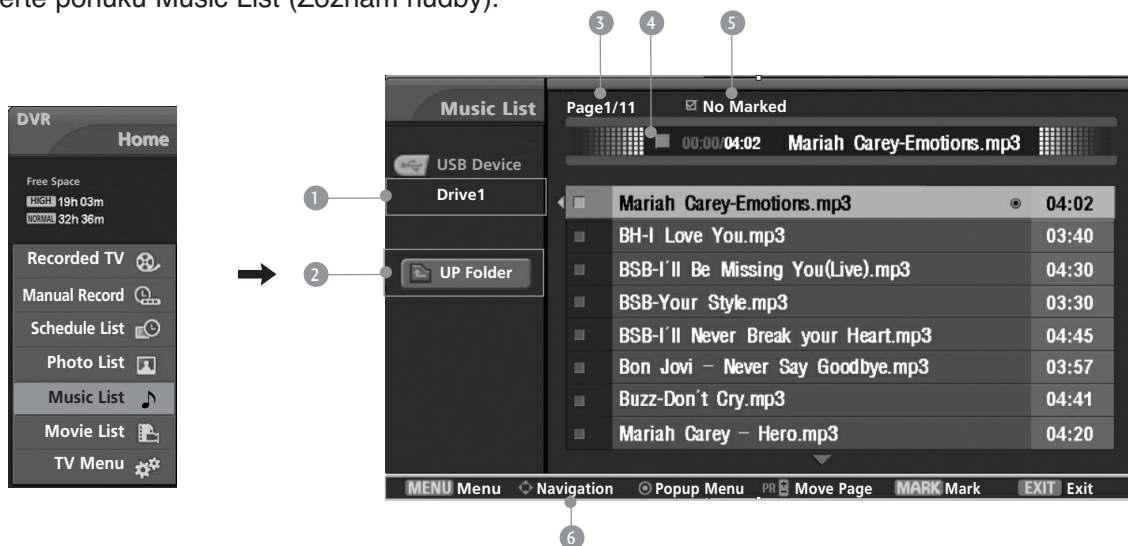 erte ponuku Music List (Zoznam hudby).
3 4 5
DVR
Home
Free Space
HIGH 19h 03m
NORMAL 32h 36m
Recorded TV
Manual Record
Schedule List
Photo List
Music List
Movie List
TV Menu
1
2
Music List
USB Device
Drive1
UP Folder
Page1/11
No Marked
00:00/04:02 Mariah Carey-Emotions.mp3
Mariah Carey-Emotions.mp3 04:02
BH-I Love You.mp3 03:40
BSB-I´ll Be Missing You(Live).mp3 04:30
BSB-Your Style.mp3 03:30
BSB-I´ll Never Break your Heart.mp3 04:45
Bon Jovi – Never Say Goodbye.mp3 03:57
Buzz-Don´t Cry.mp3 04:41
Mariah Carey – Hero.mp3 04:20
MENU Menu Navigation Popup Menu PR Move Page MARK Mark EXIT Exit
6